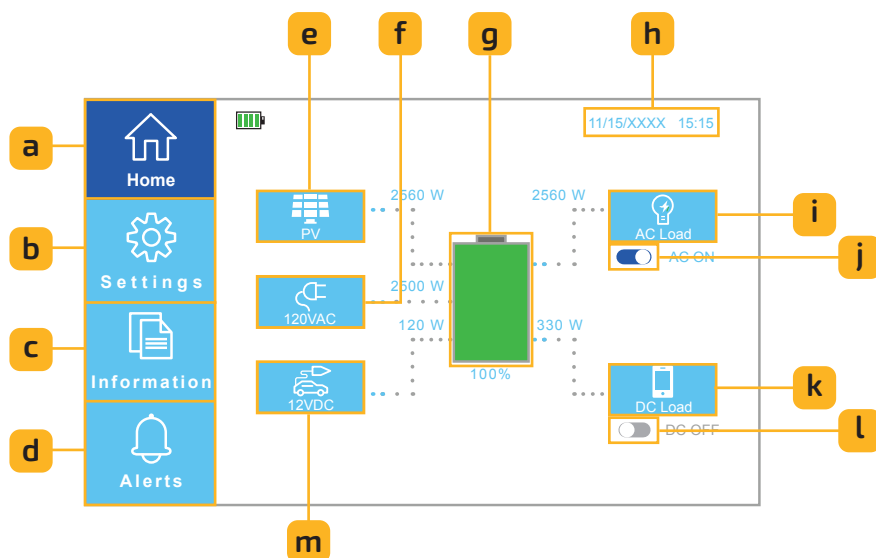 e f g h
11/15/XXXX 15:15
a
Home
2560 W 2560 W
PV
AC Load
i
b
Settings
AC ON
j
2500 W
120VAC
120 W 330 W
c
Information
100%
12VDC
DC Load
k
d
Alerts
DC OFF
l
m